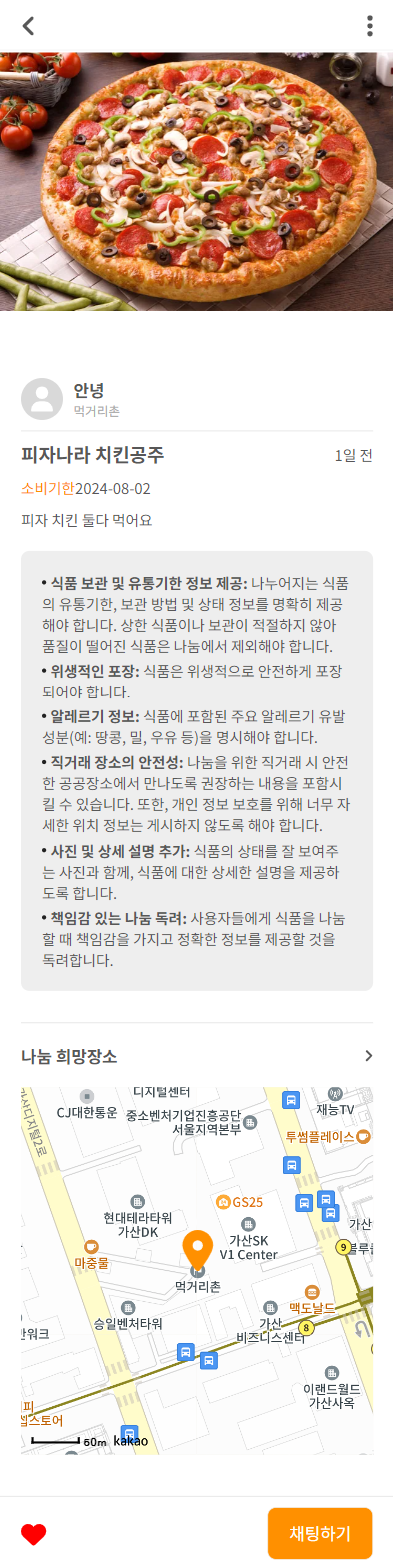 안녕
먹거리촌
피자나라 치킨공주
1일 전
소비기한2024-08-02
피자 치킨 둘다 먹어요
• 식품 보관 및 유통기한 정보 제공: 나누어지는 식품
의 유통기한, 보관 방법 및 상태 정보를 명확히 제공
해야 합니다. 상한 식품이나 보관이 적절하지 않아
품질이 떨어진 식품은 나눔에서 제외해야 합니다.
• 위생적인 포장: 식품은 위생적으로 안전하게 포장
되어야 합니다.
• 알레르기 정보: 식품에 포함된 주요 알레르기 유발
성분(예: 땅콩, 밀, 우유 등)을 명시해야 합니다.
• 직거래 장소의 안전성: 나눔을 위한 직거래 시 안전
한 공공장소에서 만나도록 권장하는 내용을 포함시
킬 수 있습니다. 또한, 개인 정보 보호를 위해 너무 자
세한 위치 정보는 게시하지 않도록 해야 합니다.
• 사진 및 상세 설명 추가: 식품의 상태를 잘 보여주
는 사진과 함께, 식품에 대한 상세한 설명을 제공하
도록 합니다.
• 책임감 있는 나눔 독려: 사용자들에게 식품을 나눔
할 때 책임감을 가지고 정확한 정보를 제공할 것을
독려합니다.
나눔 희망장소
디지털센터
CJ대한통운
중소벤처기업진흥공단
서울지역본부
재능TV
투썸플레이스
GS25
현대테라타워
가산DK
가산SK
V1 Center
가산
마중물
9
먹거리촌
맥도날드
승일벤처타워
가산
비즈니스센터
8
이랜드월드
가산사옥
50m
kakao
채팅하기